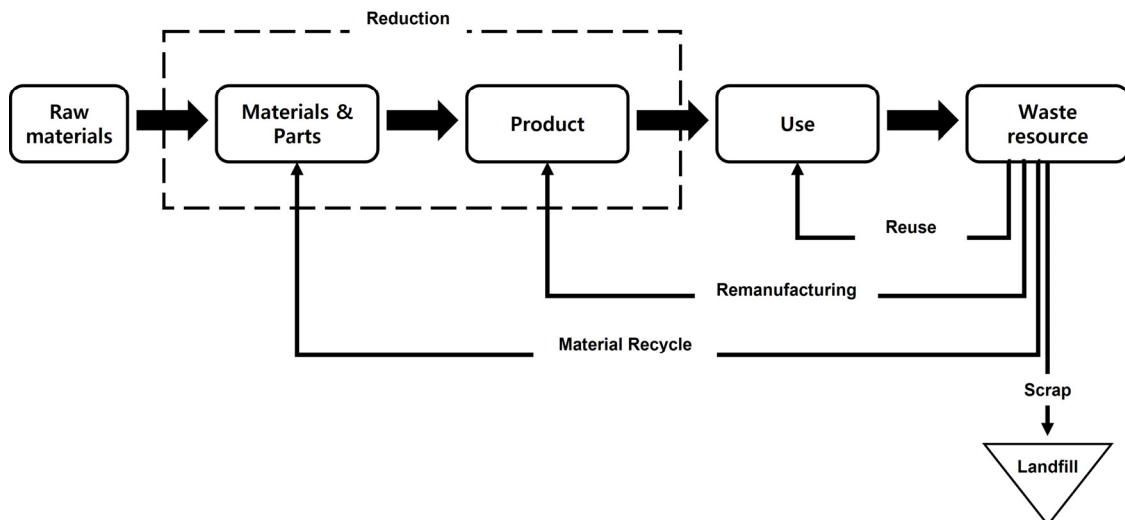 Reduction
Raw
materials
Materials &
Parts
Product
Use
Waste
resource
Reuse
Remanufacturing
Material Recycle
Scrap
Landfill